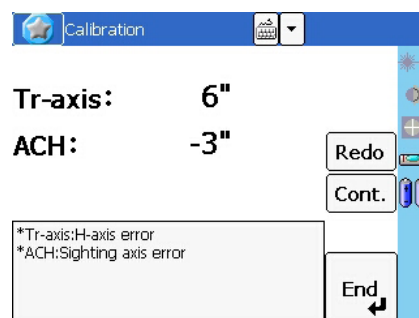 Calibration
Tr-axis: 6"
ACH: -3"
Redo
Cont.
*Tr-axis:H-axis error
*ACH:Sighting axis error
End